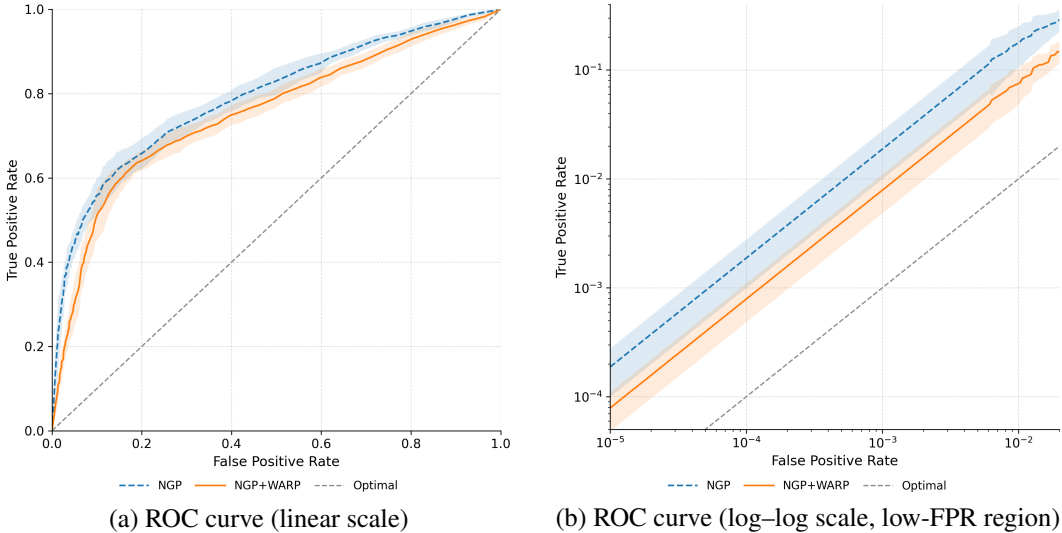 1.0
0.8
0.6
0.4
0.2
0.0
True Positive Rate
0.0 0.2 0.4 0.6 0.8 1.0
False Positive Rate
NGP NGP+WARP Optimal
(a) ROC curve (linear scale)
10⁻¹
10⁻²
10⁻³
10⁻⁴
True Positive Rate
10⁻⁵ 10⁻⁴ 10⁻³ 10⁻²
False Positive Rate
NGP NGP+WARP Optimal
(b) ROC curve (log–log scale, low-FPR region)